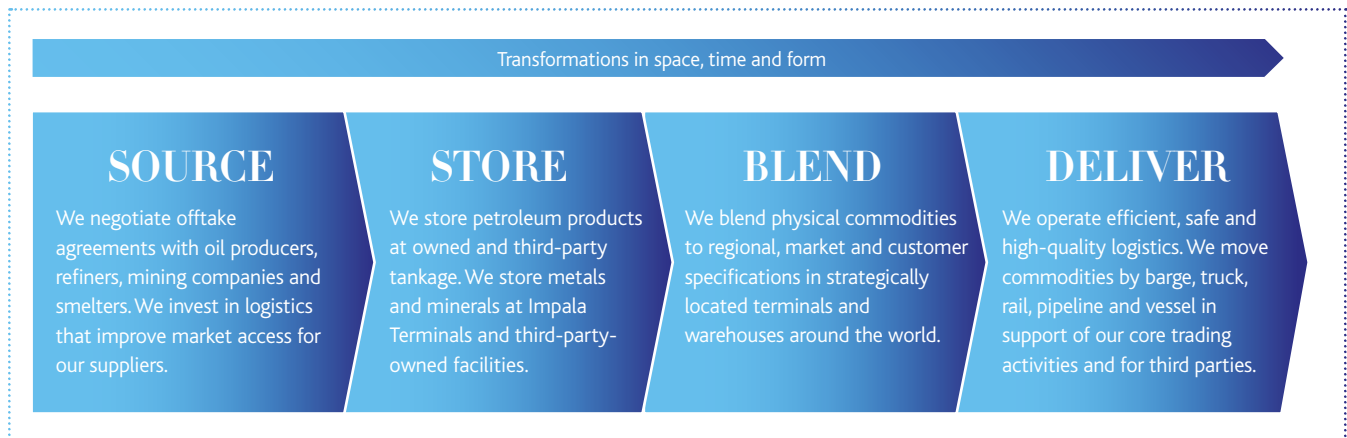 Transformations in space, time and form
SOURCE
We negotiate offtake
agreements with oil producers,
refiners, mining companies and
smelters. We invest in logistics
that improve market access for
our suppliers.
STORE
We store petroleum products
at owned and third-party
tankage. We store metals
and minerals at Impala
Terminals and third-party-
owned facilities.
BLEND
We blend physical commodities
to regional, market and customer
specifications in strategically
located terminals and
warehouses around the world.
DELIVER
We operate efficient, safe and
high-quality logistics. We move
commodities by barge, truck,
rail, pipeline and vessel in
support of our core trading
activities and for third parties.